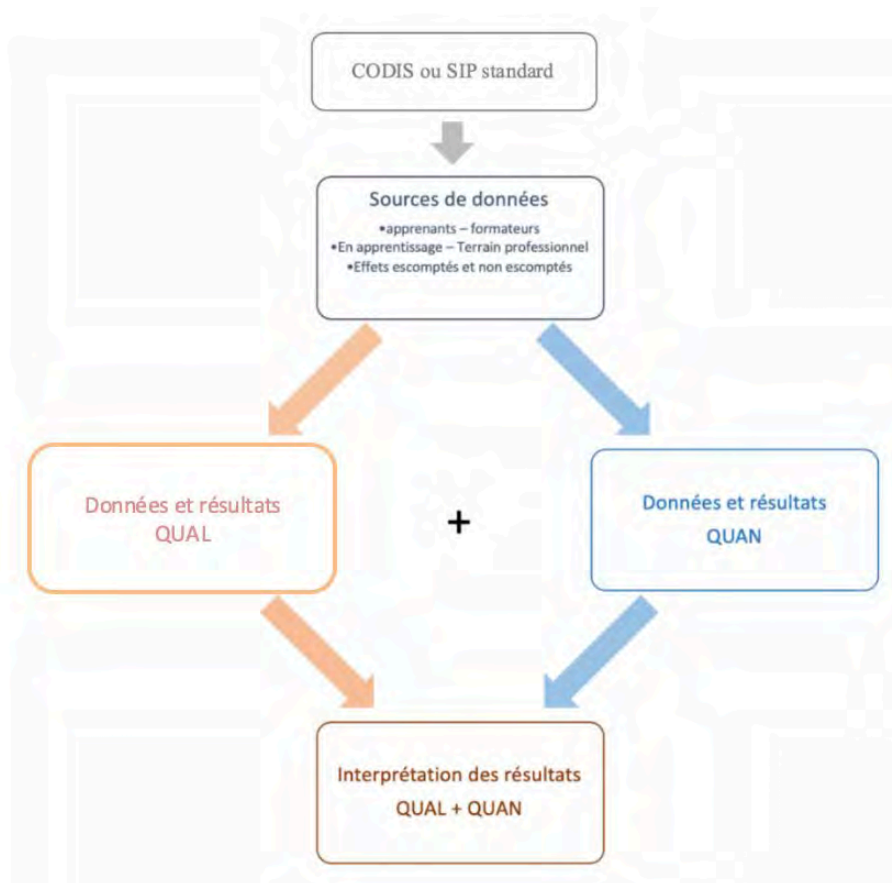 CODIS ou SIP standard
Sources de données
•apprenants – formateurs
•En apprentissage – Terrain professionnel
•Effets escomptés et non escomptés
Données et résultats
QUAL
+
Données et résultats
QUAN
Interprétation des résultats
QUAL + QUAN